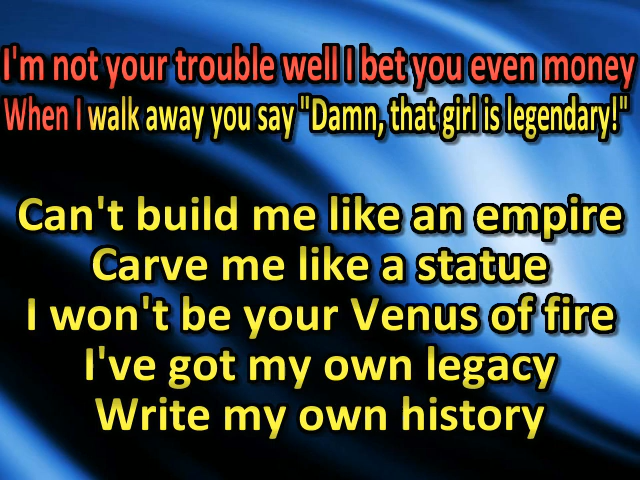 I'm not your trouble well I bet you even money
When I walk away you say "Damn, that girl is legendary!"
Can't build me like an empire
Carve me like a statue
I won't be your Venus of fire
I've got my own legacy
Write my own history